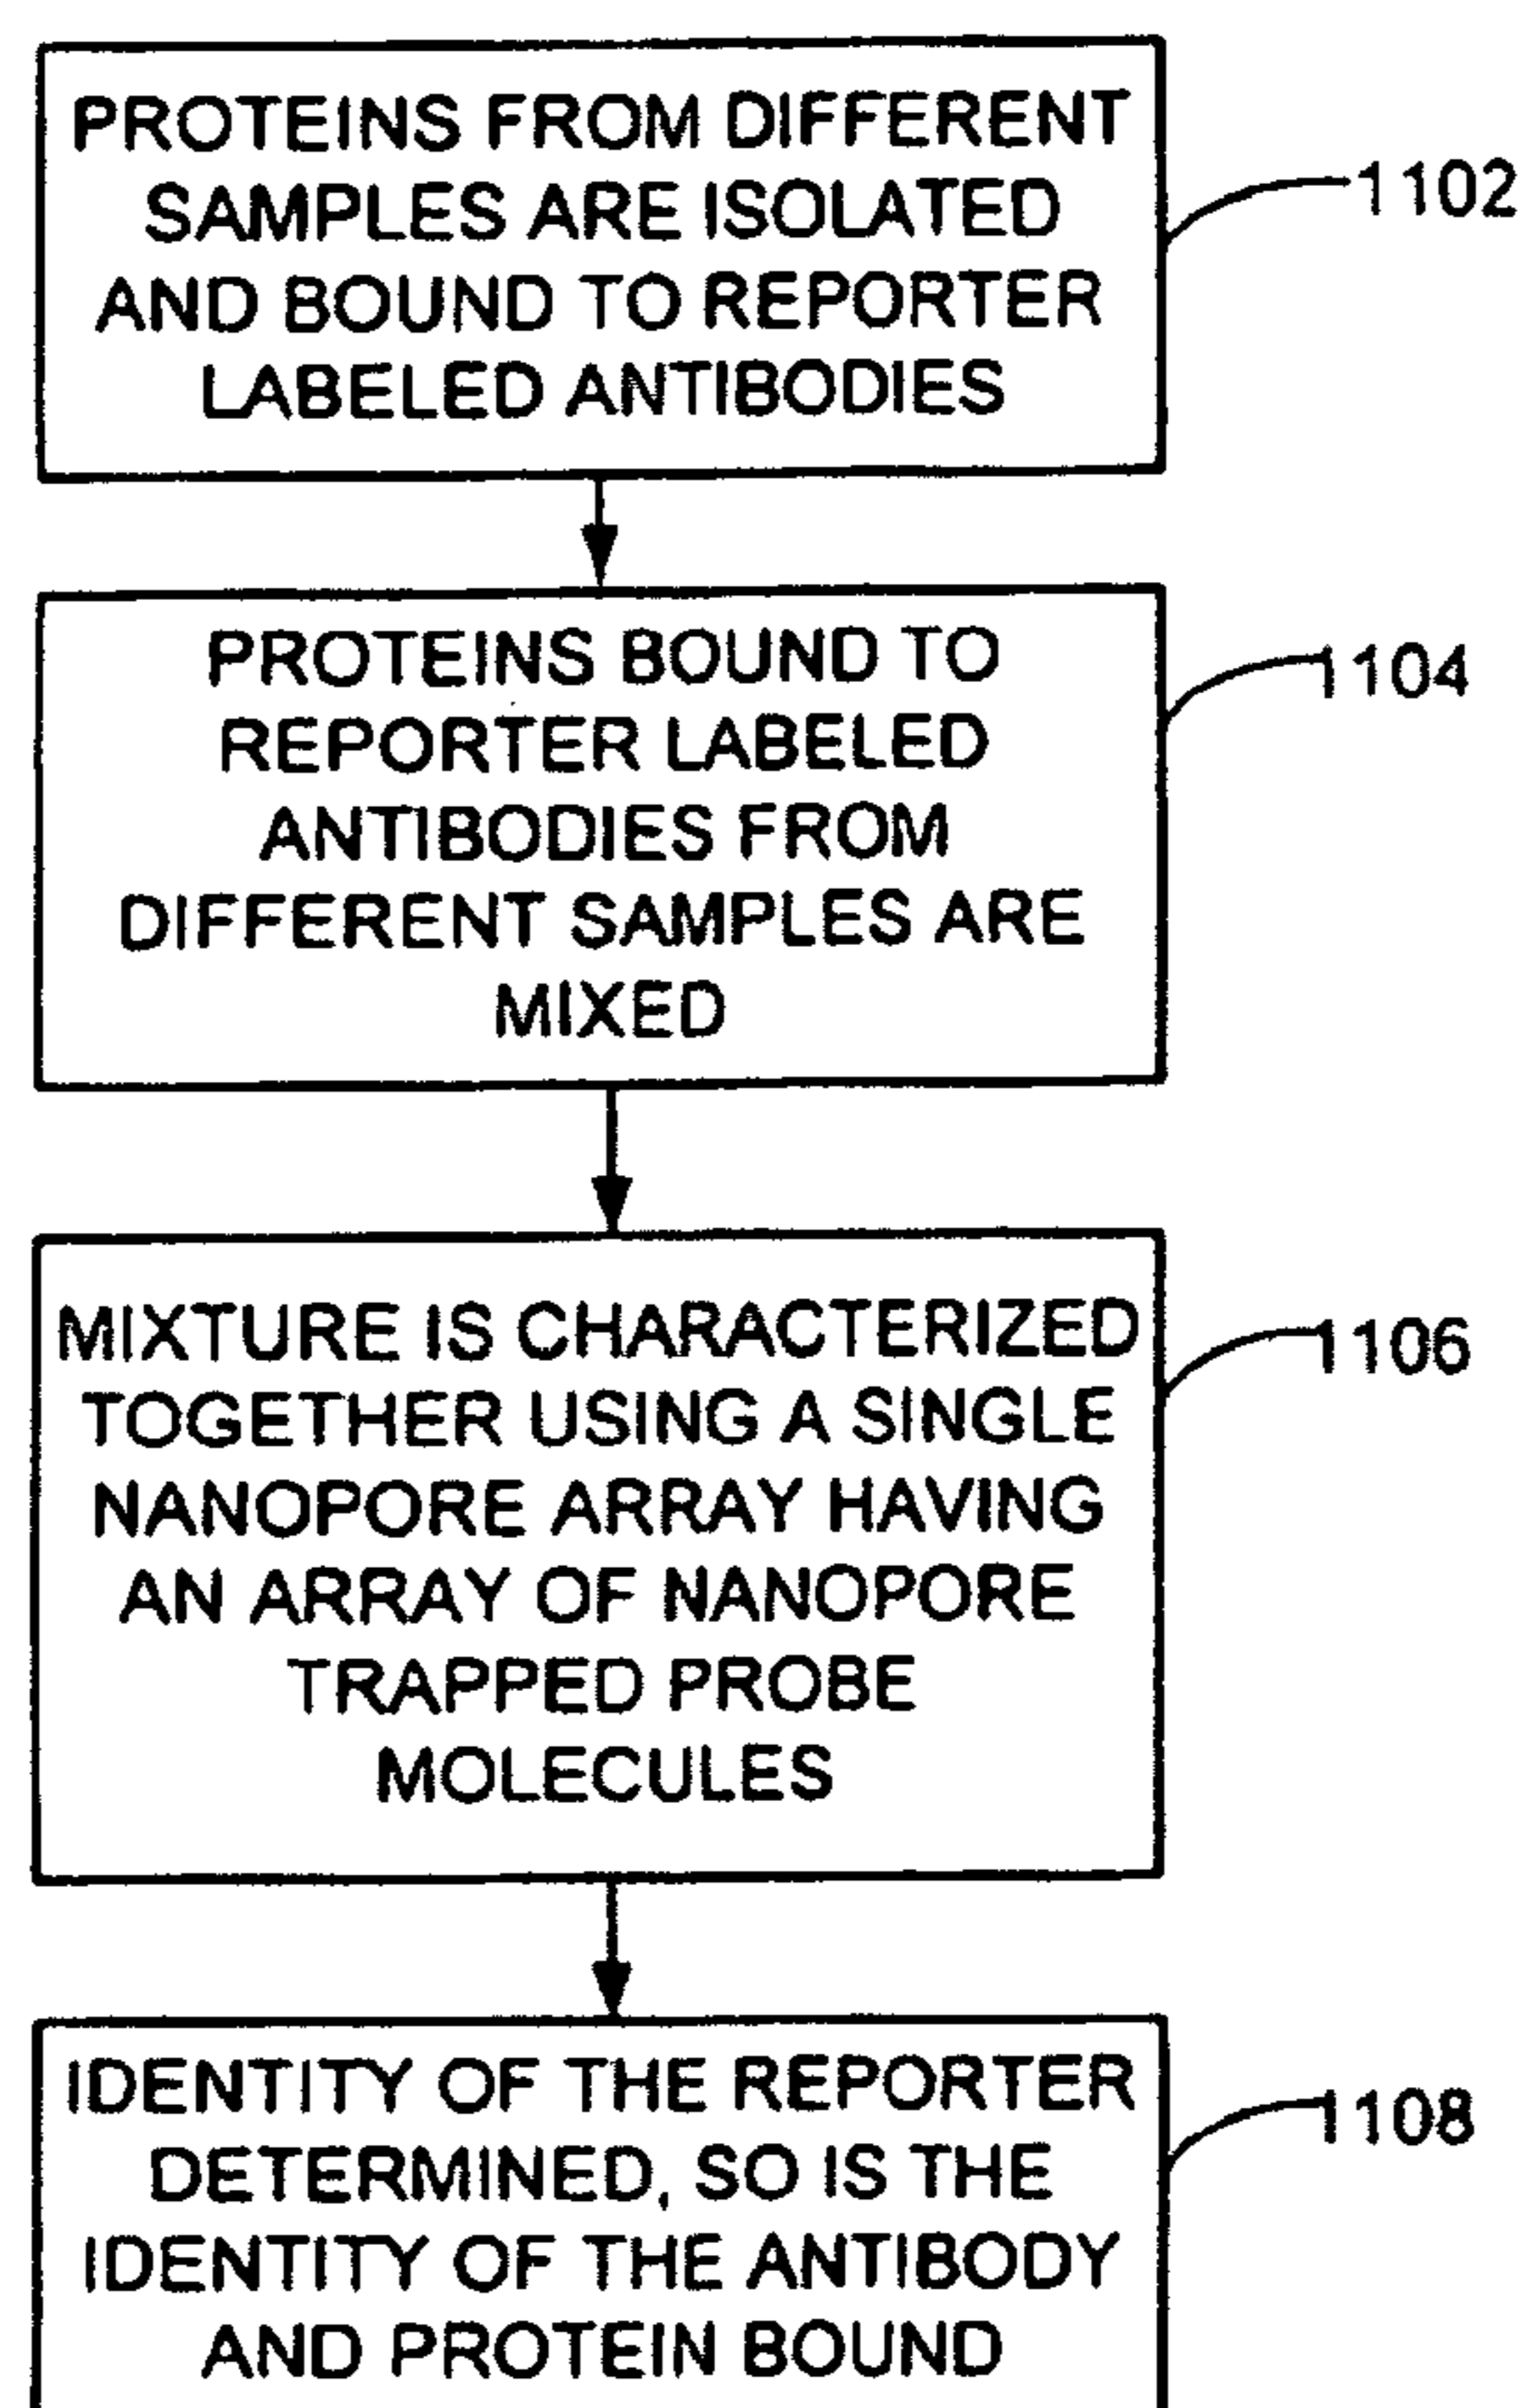 PROTEINS FROM DIFFERENT
SAMPLES ARE ISOLATED
AND BOUND TO REPORTER
LABELED ANTIBODIES
1102
PROTEINS BOUND TO
REPORTER LABELED
ANTIBODIES FROM
DIFFERENT SAMPLES ARE
MIXED
1104
MIXTURE IS CHARACTERIZED
TOGETHER USING A SINGLE
NANOPORE ARRAY HAVING
AN ARRAY OF NANOPORE
TRAPPED PROBE
MOLECULES
1106
IDENTITY OF THE REPORTER
DETERMINED, SO IS THE
IDENTITY OF THE ANTIBODY
AND PROTEIN BOUND
1108